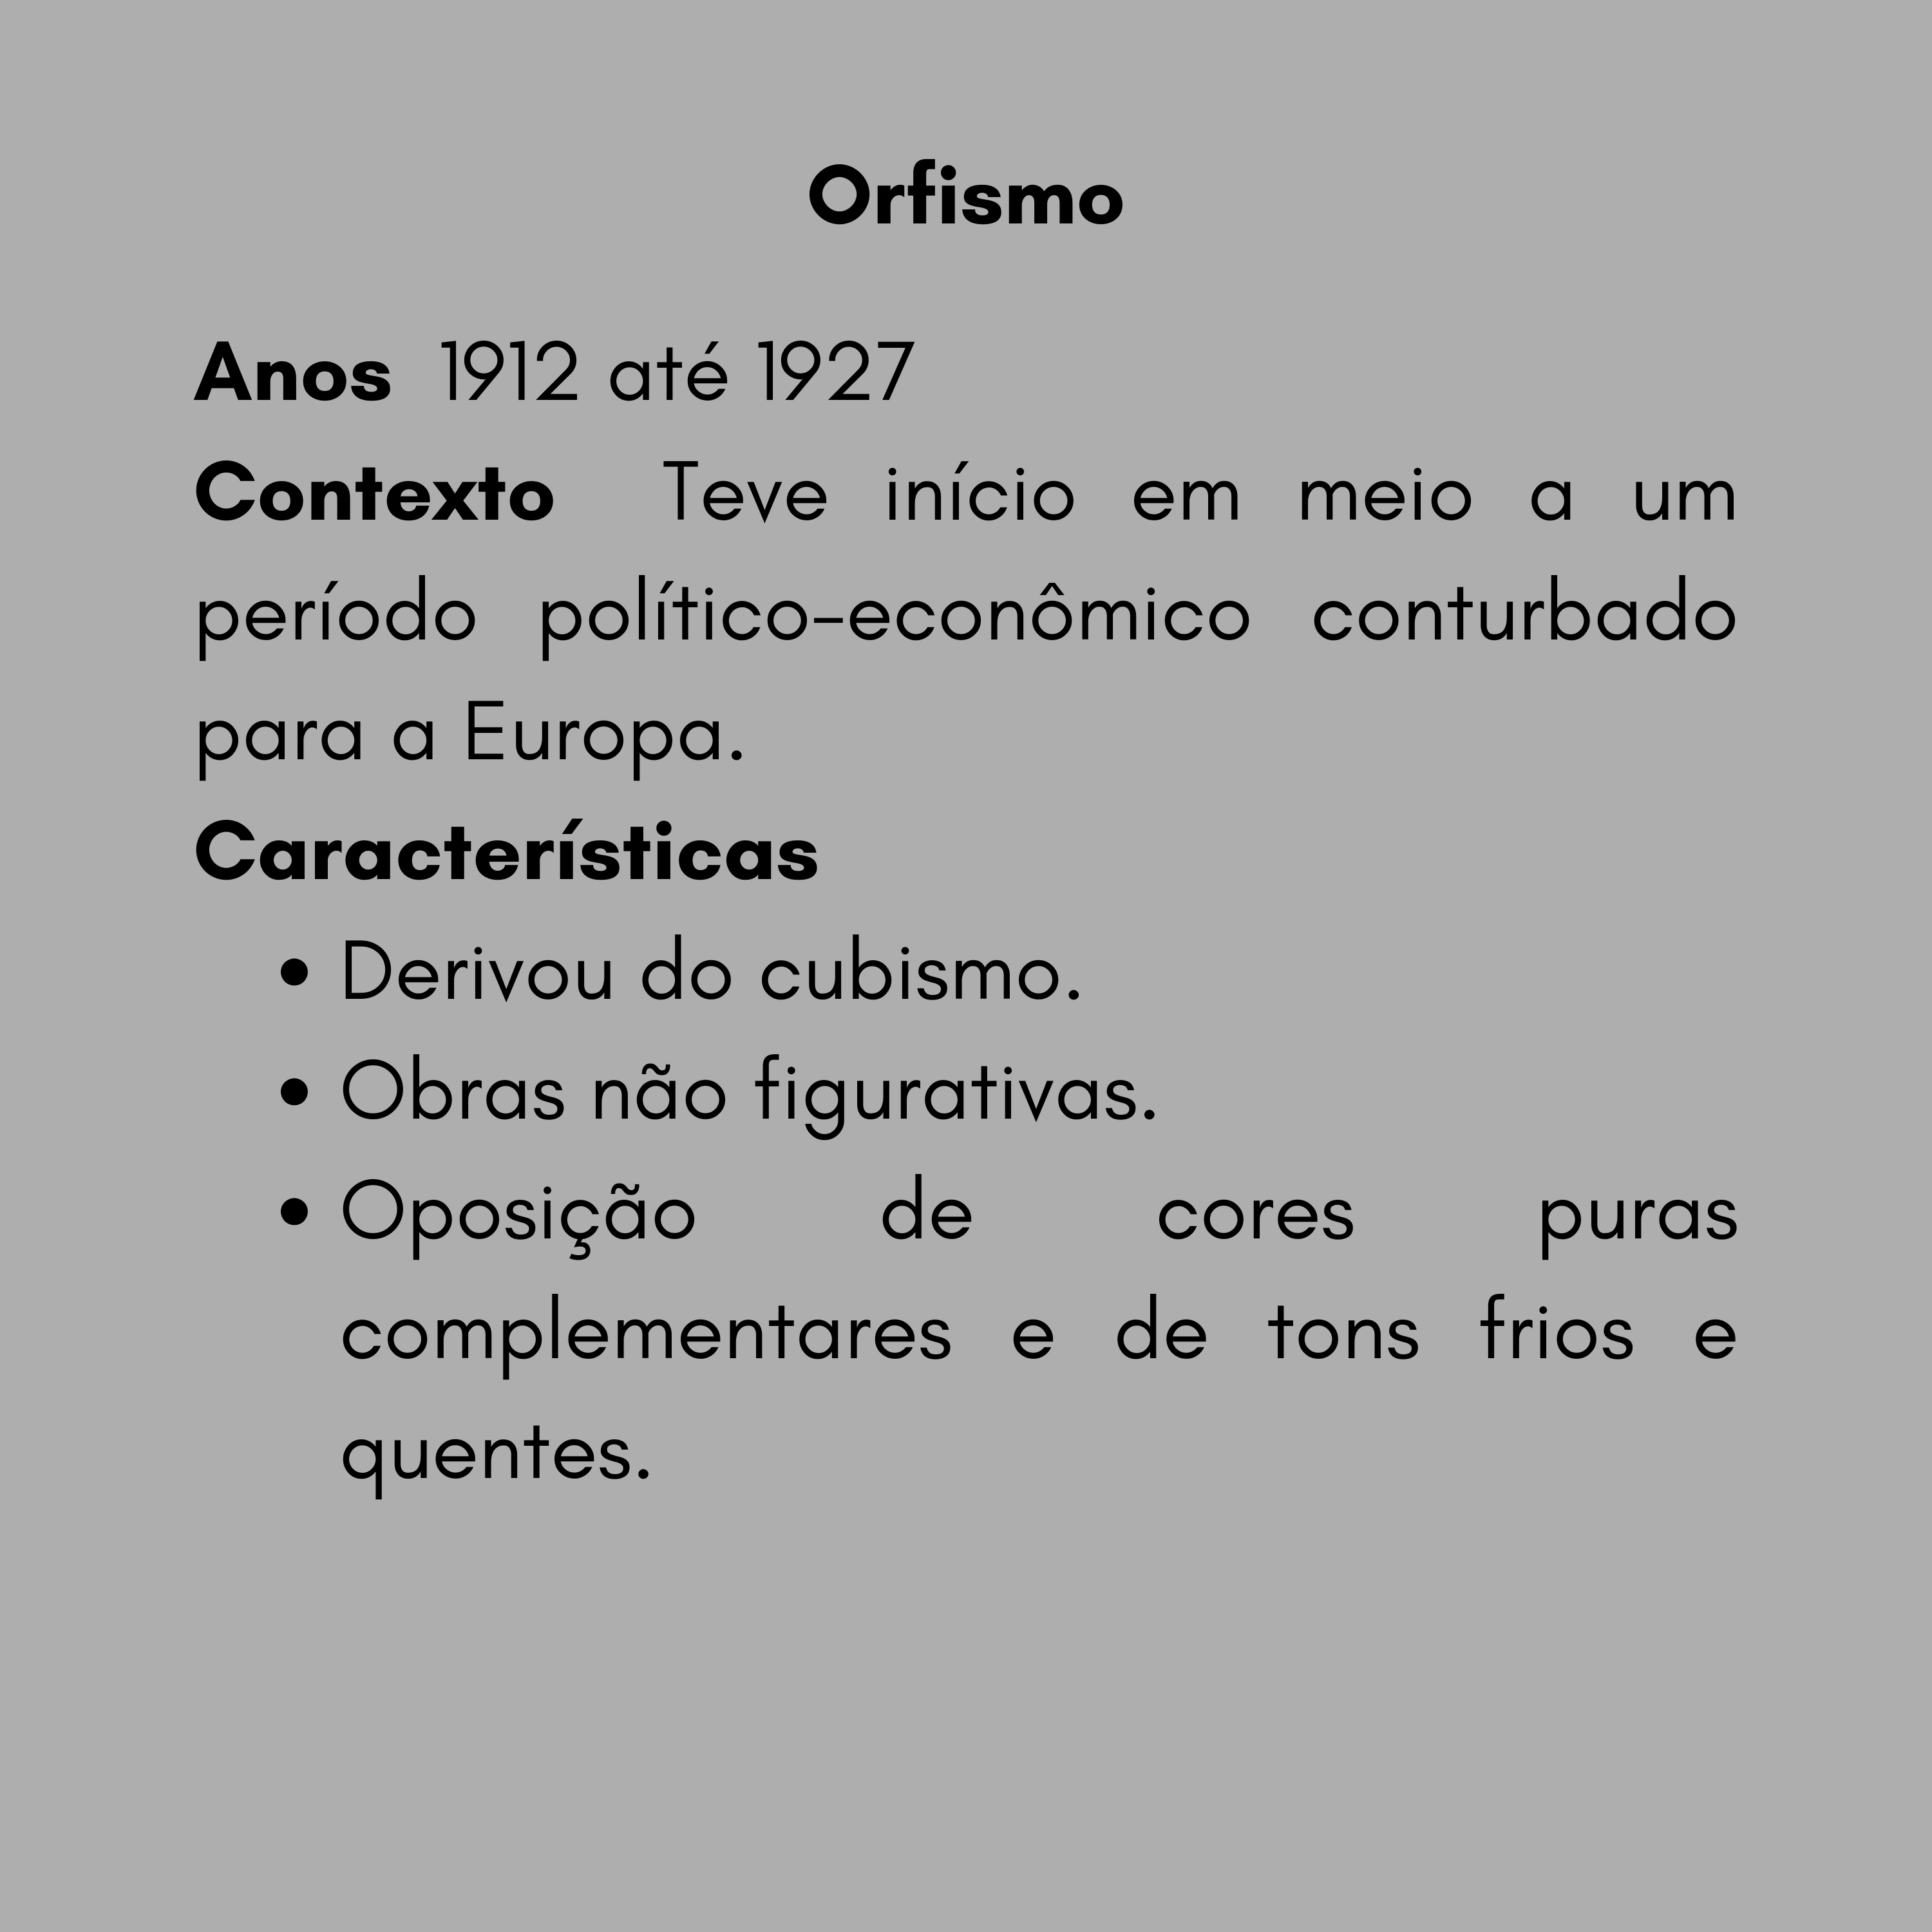 Orfismo
Anos 1912 até 1927
Contexto Teve início em meio a um
período político-econômico conturbado
para a Europa.
Características
• Derivou do cubismo.
• Obras não figurativas.
• Oposição de cores puras
complementares e de tons frios e
quentes.